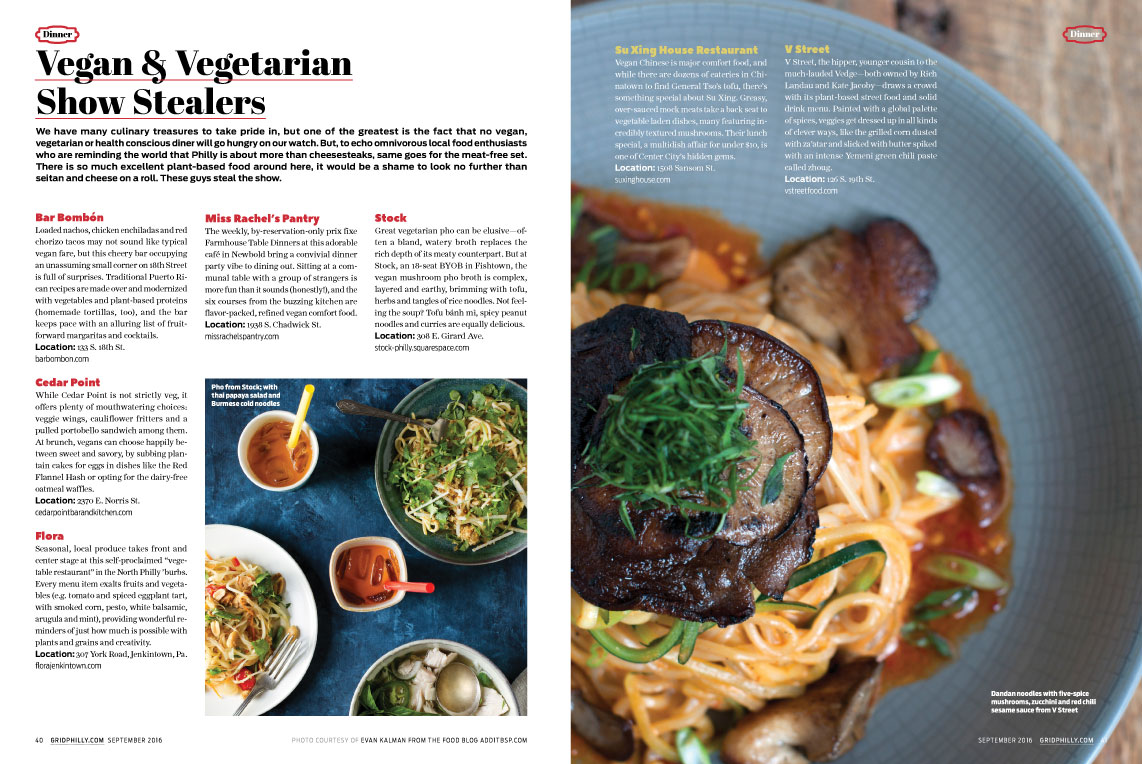 Dinner
Vegan & Vegetarian
Show Stealers
We have many culinary treasures to take pride in, but one of the greatest is the fact that no vegan,
vegetarian or health conscious diner will go hungry on our watch. But, to echo omnivorous local food enthusiasts
who are reminding the world that Philly is about more than cheesesteaks, same goes for the meat-free set.
There is so much excellent plant-based food around here, it would be a shame to look no further than
seitan and cheese on a roll. These guys steal the show.
Bar Bombón
Loaded nachos, chicken enchiladas and red
chorizo tacos may not sound like typical
vegan fare, but this cheery bar occupying
an unassuming small corner on 18th Street
is full of surprises. Traditional Puerto Ri-
can recipes are made over and modernized
with vegetables and plant-based proteins
(homemade tortillas, too), and the bar
keeps pace with an alluring list of fruit-
forward margaritas and cocktails.
Location: 133 S. 18th St.
barbombon.com
Cedar Point
While Cedar Point is not strictly veg, it
offers plenty of mouthwatering choices:
veggie wings, cauliflower fritters and a
pulled portobello sandwich among them.
At brunch, vegans can choose happily be-
tween sweet and savory, by subbing plan-
tain cakes for eggs in dishes like the Red
Flannel Hash or opting for the dairy-free
oatmeal waffles.
Location: 2370 E. Norris St.
cedarpointbarandkitchen.com
Flora
Seasonal, local produce takes front and
center stage at this self-proclaimed “vege-
table restaurant” in the North Philly ’burbs.
Every menu item exalts fruits and vegeta-
bles (e.g. tomato and spiced eggplant tart,
with smoked corn, pesto, white balsamic,
arugula and mint), providing wonderful re-
minders of just how much is possible with
plants and grains and creativity.
Location: 307 York Road, Jenkintown, Pa.
florajenkintown.com
Miss Rachel’s Pantry
The weekly, by-reservation-only prix fixe
Farmhouse Table Dinners at this adorable
café in Newbold bring a convivial dinner
party vibe to dining out. Sitting at a com-
munal table with a group of strangers is
more fun than it sounds (honestly!), and the
six courses from the buzzing kitchen are
flavor-packed, refined vegan comfort food.
Location: 1938 S. Chadwick St.
missrachelspantry.com
Stock
Great vegetarian pho can be elusive—of-
ten a bland, watery broth replaces the
rich depth of its meaty counterpart. But at
Stock, an 18-seat BYOB in Fishtown, the
vegan mushroom pho broth is complex,
layered and earthy, brimming with tofu,
herbs and tangles of rice noodles. Not feel-
ing the soup? Tofu bánh mì, spicy peanut
noodles and curries are equally delicious.
Location: 308 E. Girard Ave.
stock-philly.squarespace.com
Pho from Stock; with
thai papaya salad and
Burmese cold noodles
40 GRIDPHILLY.COM SEPTEMBER 2016
PHOTO COURTESY OF EVAN KALMAN FROM THE FOOD BLOG ADDITBSP.COM
Dinner
Su Xing House Restaurant
Vegan Chinese is major comfort food, and
while there are dozens of eateries in Chi-
natown to find General Tso’s tofu, there’s
something special about Su Xing. Greasy,
over-sauced mock meats take a back seat to
vegetable laden dishes, many featuring in-
credibly textured mushrooms. Their lunch
special, a multidish affair for under $10, is
one of Center City’s hidden gems.
Location: 1508 Sansom St.
suxinghouse.com
V Street
V Street, the hipper, younger cousin to the
much-lauded Vedge—both owned by Rich
Landau and Kate Jacoby—draws a crowd
with its plant-based street food and solid
drink menu. Painted with a global palette
of spices, veggies get dressed up in all kinds
of clever ways, like the grilled corn dusted
with za’atar and slicked with butter spiked
with an intense Yemeni green chili paste
called zhoug.
Location: 126 S. 19th St.
vstreetfood.com
Dandan noodles with five-spice
mushrooms, zucchini and red chili
sesame sauce from V Street
SEPTEMBER 2016 GRIDPHILLY.COM